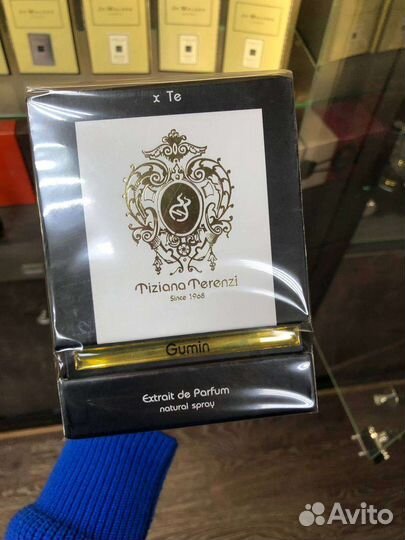 x Te
Tiziana Terenzi
Since 1968
Gumin
Extrait de Parfum
natural spray
Avito